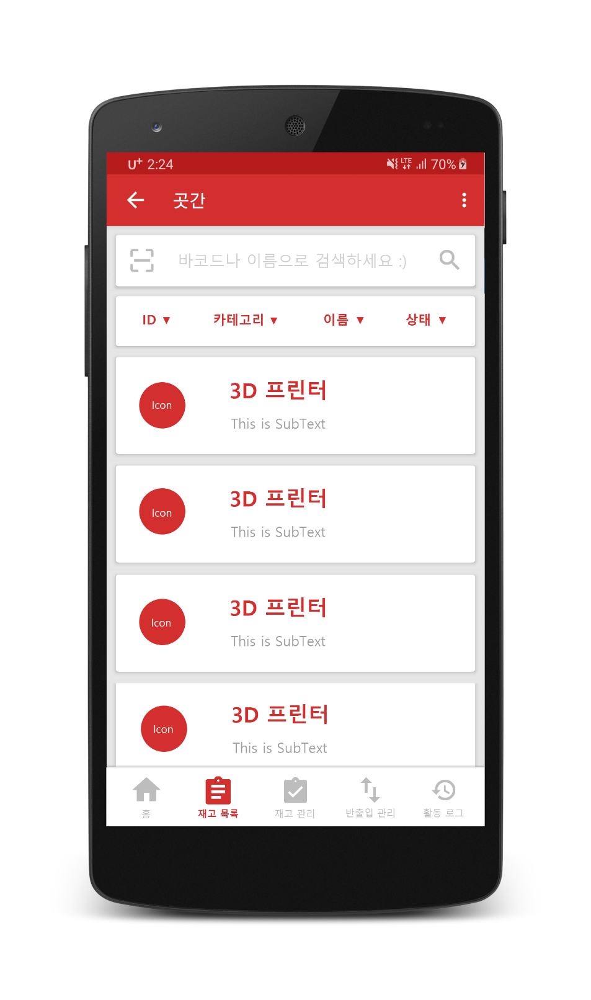 U+ 2:24 LTE 70%
곳간
바코드나 이름으로 검색하세요 :)
ID ▼ 카테고리 ▼ 이름 ▼ 상태 ▼
3D 프린터
Icon
This is SubText
3D 프린터
Icon
This is SubText
3D 프린터
Icon
This is SubText
3D 프린터
Icon
This is SubText
홈 재고 목록 재고 관리 반출입 관리 활동 로그